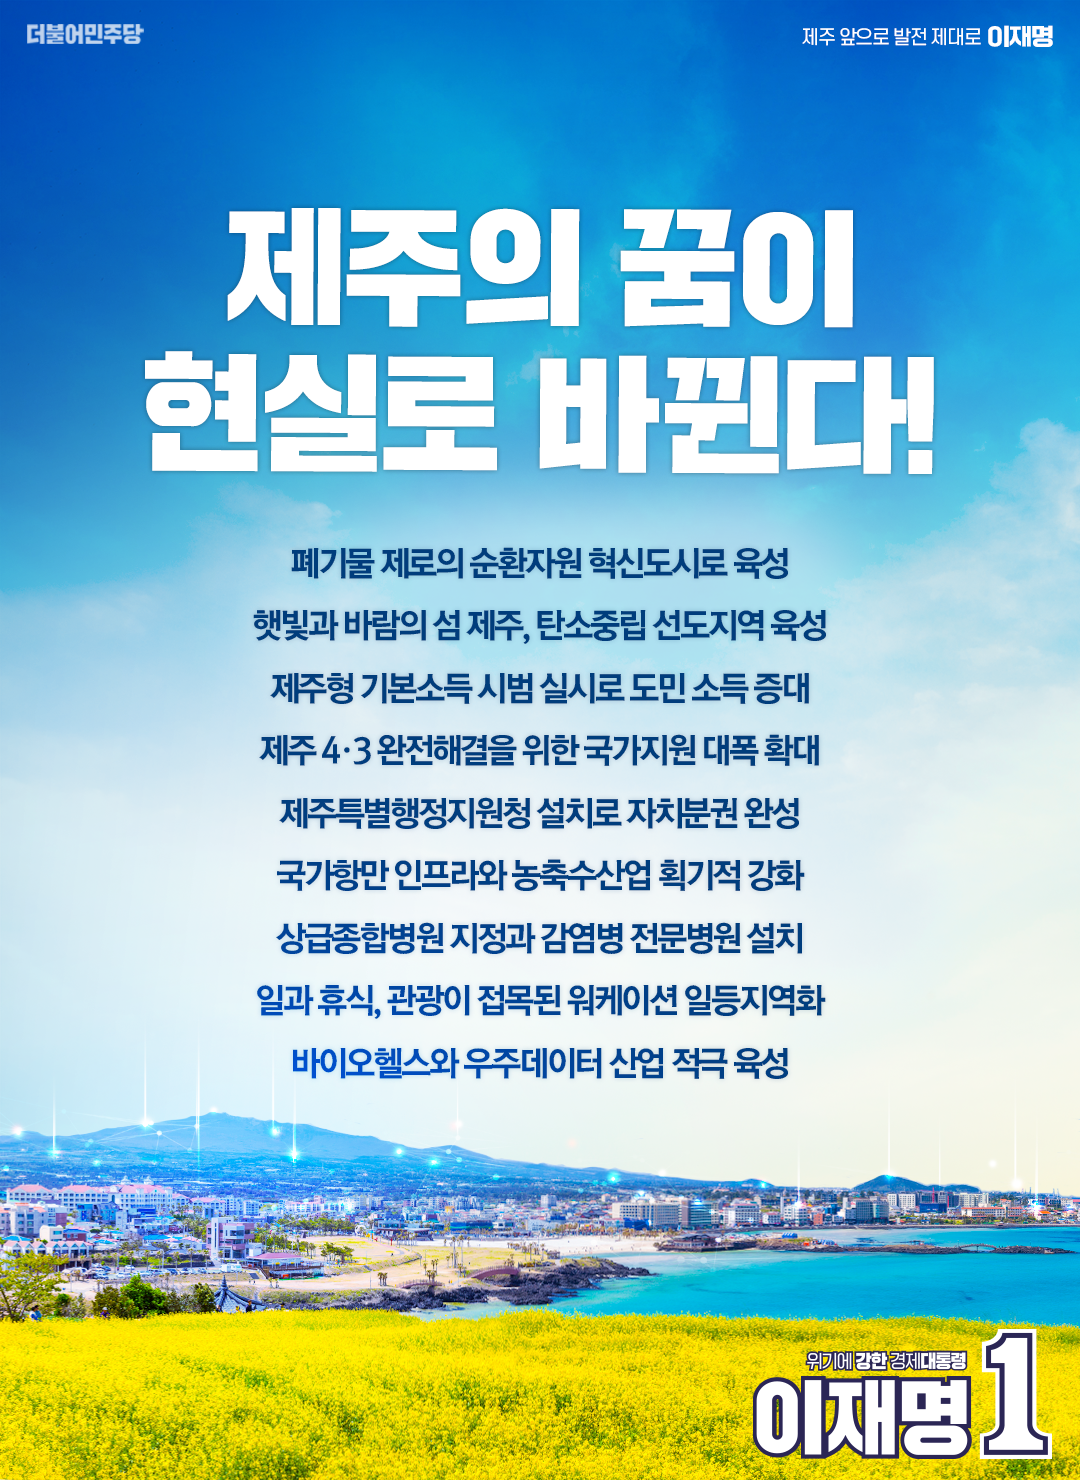 더불어민주당
제주 앞으로 발전 제대로 이재명
제주의 꿈이
현실로 바뀐다!
폐기물 제로의 순환자원 혁신도시로 육성
햇빛과 바람의 섬 제주, 탄소중립 선도지역 육성
제주형 기본소득 시범 실시로 도민 소득 증대
제주 4·3 완전해결을 위한 국가지원 대폭 확대
제주특별행정지원청 설치로 자치분권 완성
국가항만 인프라와 농축수산업 획기적 강화
상급종합병원 지정과 감염병 전문병원 설치
일과 휴식, 관광이 접목된 워케이션 일등지역화
바이오헬스와 우주데이터 산업 적극 육성
위기에 강한 경제대통령
이재명 1